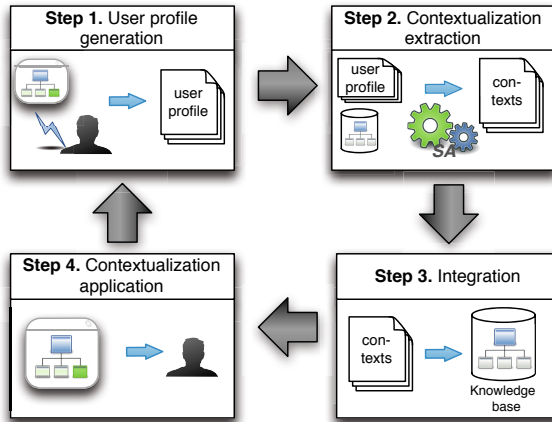 Step 1. User profile
generation
user
profile
Step 2. Contextualization
extraction
user
profile
con-
texts
SA
Step 4. Contextualization
application
Step 3. Integration
con-
texts
Knowledge
base